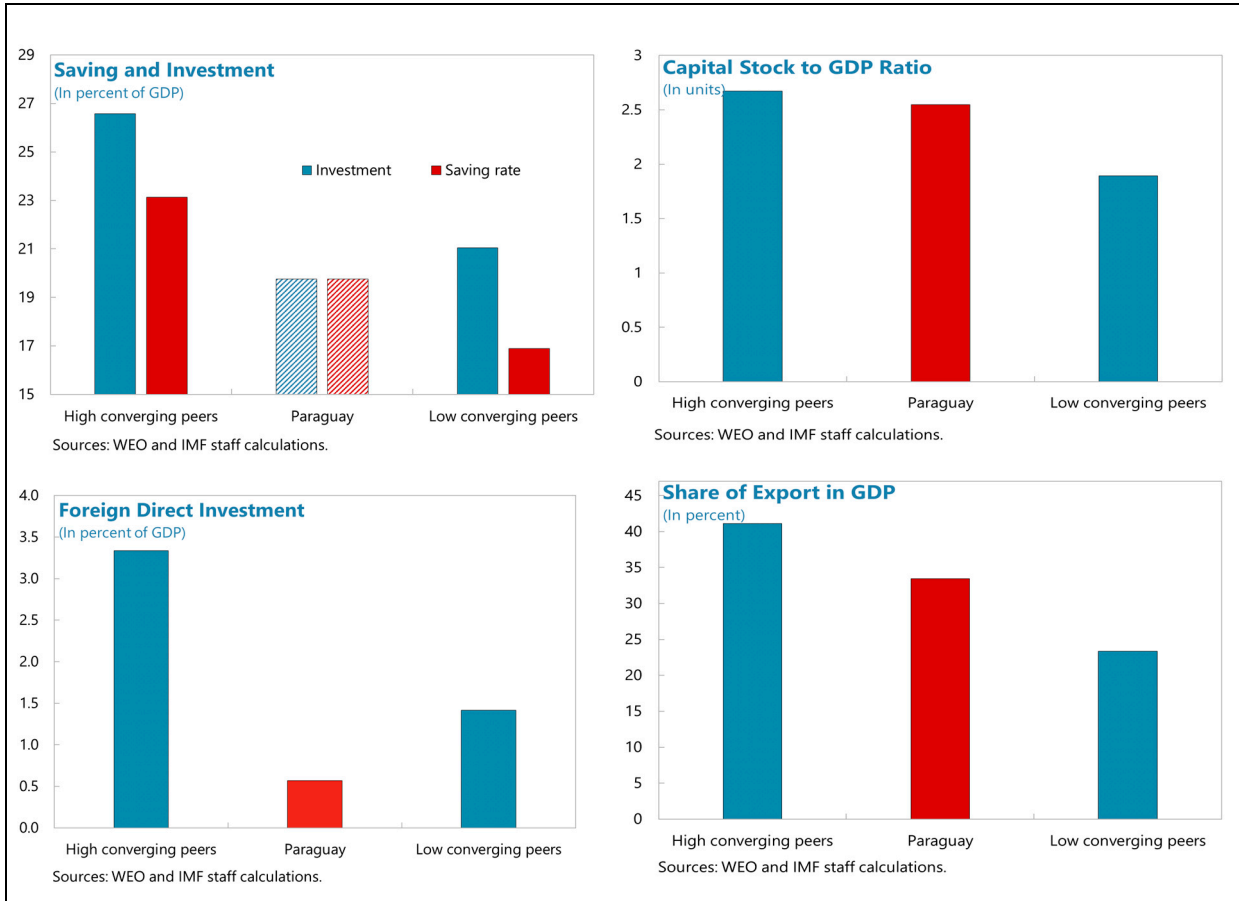 Saving and Investment
(In percent of GDP)
29
27
25
23
21
19
17
15
Investment
Saving rate
High converging peers
Paraguay
Low converging peers
Sources: WEO and IMF staff calculations.
Capital Stock to GDP Ratio
(In units)
3
2.5
2
1.5
1
0.5
0
High converging peers
Paraguay
Low converging peers
Sources: WEO and IMF staff calculations.
Foreign Direct Investment
(In percent of GDP)
4.0
3.5
3.0
2.5
2.0
1.5
1.0
0.5
0.0
High converging peers
Paraguay
Low converging peers
Sources: WEO and IMF staff calculations.
Share of Export in GDP
(In percent)
45
40
35
30
25
20
15
10
5
0
High converging peers
Paraguay
Low converging peers
Sources: WEO and IMF staff calculations.